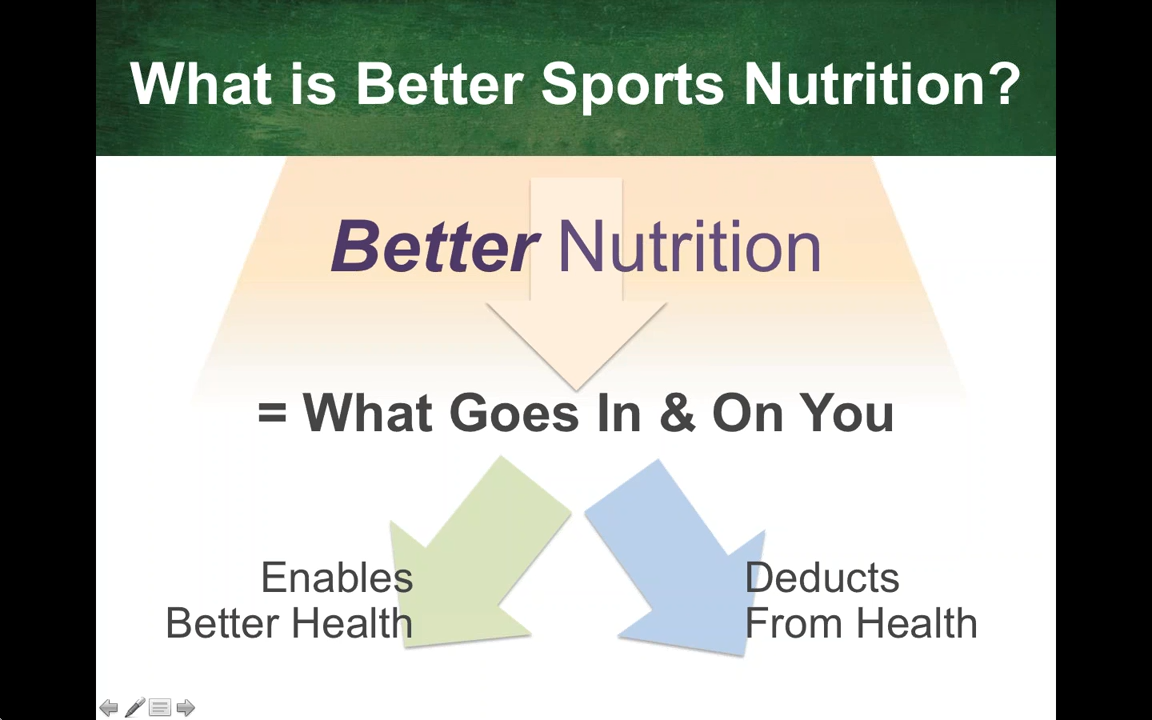 What is Better Sports Nutrition?
Better Nutrition
= What Goes In & On You
Enables
Better Health
Deducts
From Health